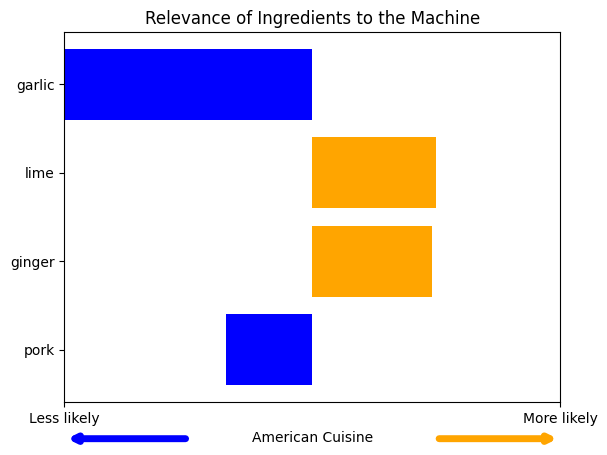 Relevance of Ingredients to the Machine
garlic
lime
ginger
pork
Less likely
More likely
American Cuisine